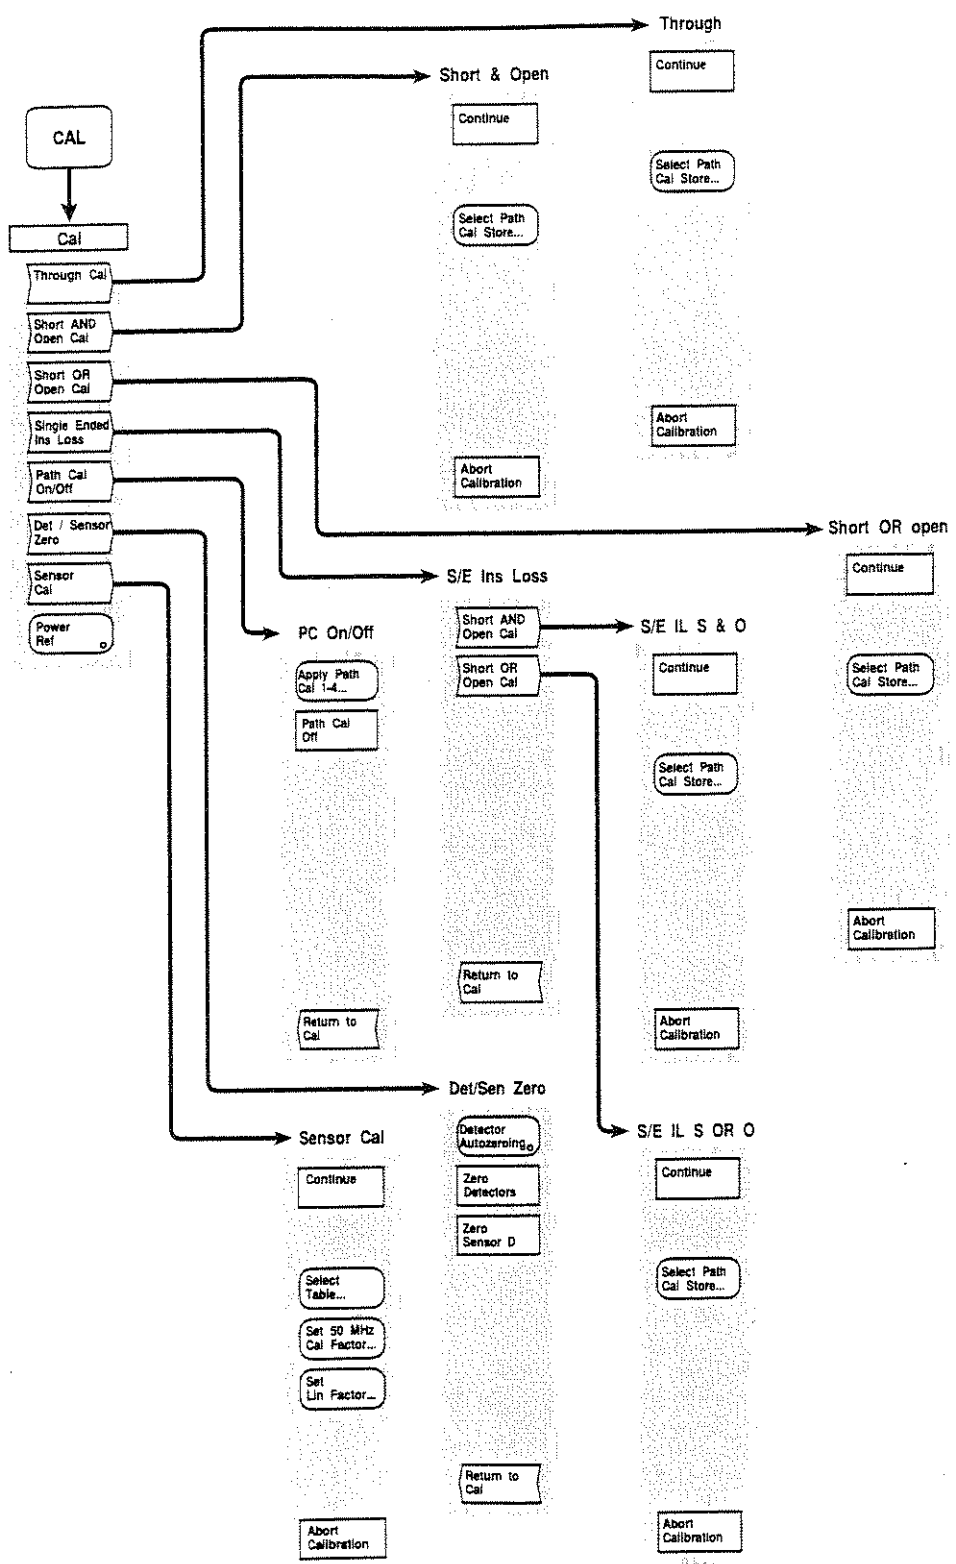 CAL
Cal
Through Cal
Short AND
Open Cal
Short OR
Open Cal
Single Ended
Ins Loss
Path Cal
On/Off
Det / Sensor
Zero
Sensor
Cal
Power
Ref
Through
Continue
Select Path
Cal Store...
Abort
Calibration
Short & Open
Continue
Select Path
Cal Store...
Abort
Calibration
Short OR open
Continue
Select Path
Cal Store...
Abort
Calibration
S/E Ins Loss
Short AND
Open Cal
Short OR
Open Cal
Return to
Cal
S/E IL S & O
Continue
Select Path
Cal Store...
Abort
Calibration
PC On/Off
Apply Path
Cal 1-4...
Path Cal
Off
Return to
Cal
Det/Sen Zero
Detector
Autozeroing
Zero
Detectors
Zero
Sensor D
Return to
Cal
S/E IL S OR O
Continue
Select Path
Cal Store...
Abort
Calibration
Sensor Cal
Continue
Select
Table...
Set 50 MHz
Cal Factor...
Set
Lin Factor...
Abort
Calibration